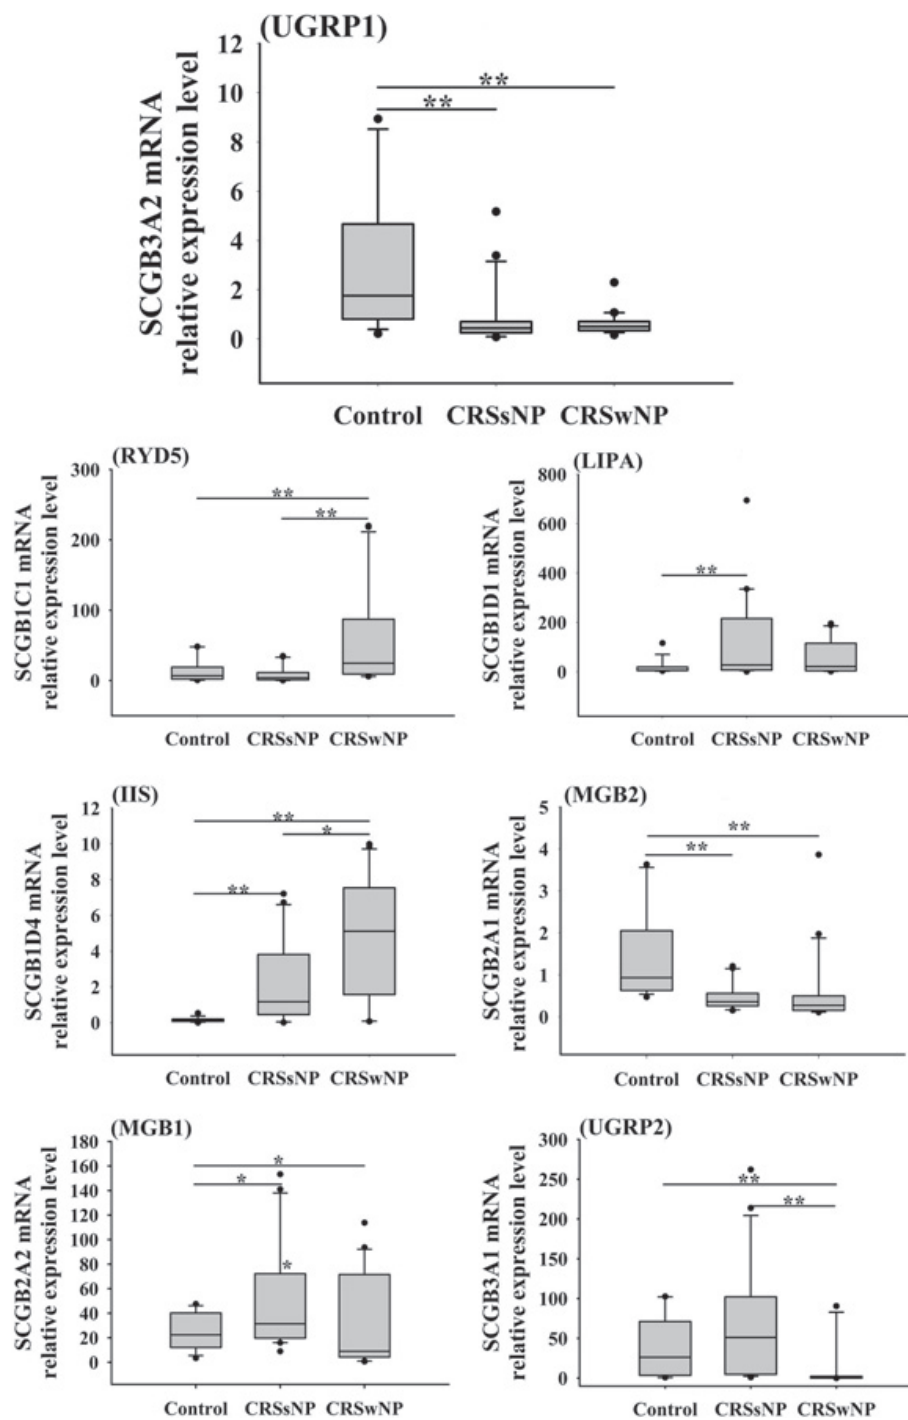 (UGRP1)
SCGB3A2 mRNA
relative expression level
12
10
8
6
4
2
0
**
**
Control CRSsNP CRSwNP
(RYD5)
SCGB1C1 mRNA
relative expression level
300
200
100
0
**
**
Control CRSsNP CRSwNP
(LIPA)
SCGB1D1 mRNA
relative expression level
800
600
400
200
0
**
Control CRSsNP CRSwNP
(IIS)
SCGB1D4 mRNA
relative expression level
12
10
8
6
4
2
0
**
*
**
Control CRSsNP CRSwNP
(MGB2)
SCGB2A1 mRNA
relative expression level
5
4
3
2
1
0
**
**
Control CRSsNP CRSwNP
(MGB1)
SCGB2A2 mRNA
relative expression level
180
160
140
120
100
80
60
40
20
0
*
*
*
Control CRSsNP CRSwNP
(UGRP2)
SCGB3A1 mRNA
relative expression level
300
250
200
150
100
50
0
**
**
Control CRSsNP CRSwNP